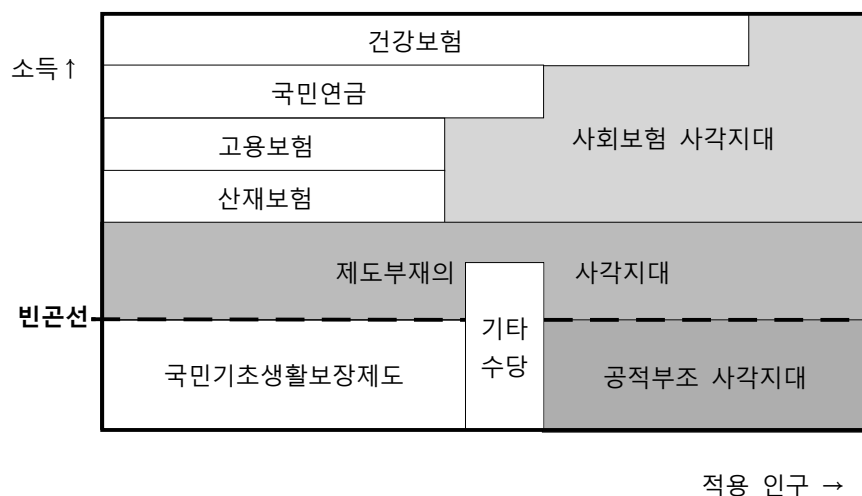 건강보험
소득↑
국민연금
사회보험 사각지대
고용보험
산재보험
제도부재의 사각지대
빈곤선
기타
수당
국민기초생활보장제도
공적부조 사각지대
적용 인구 →